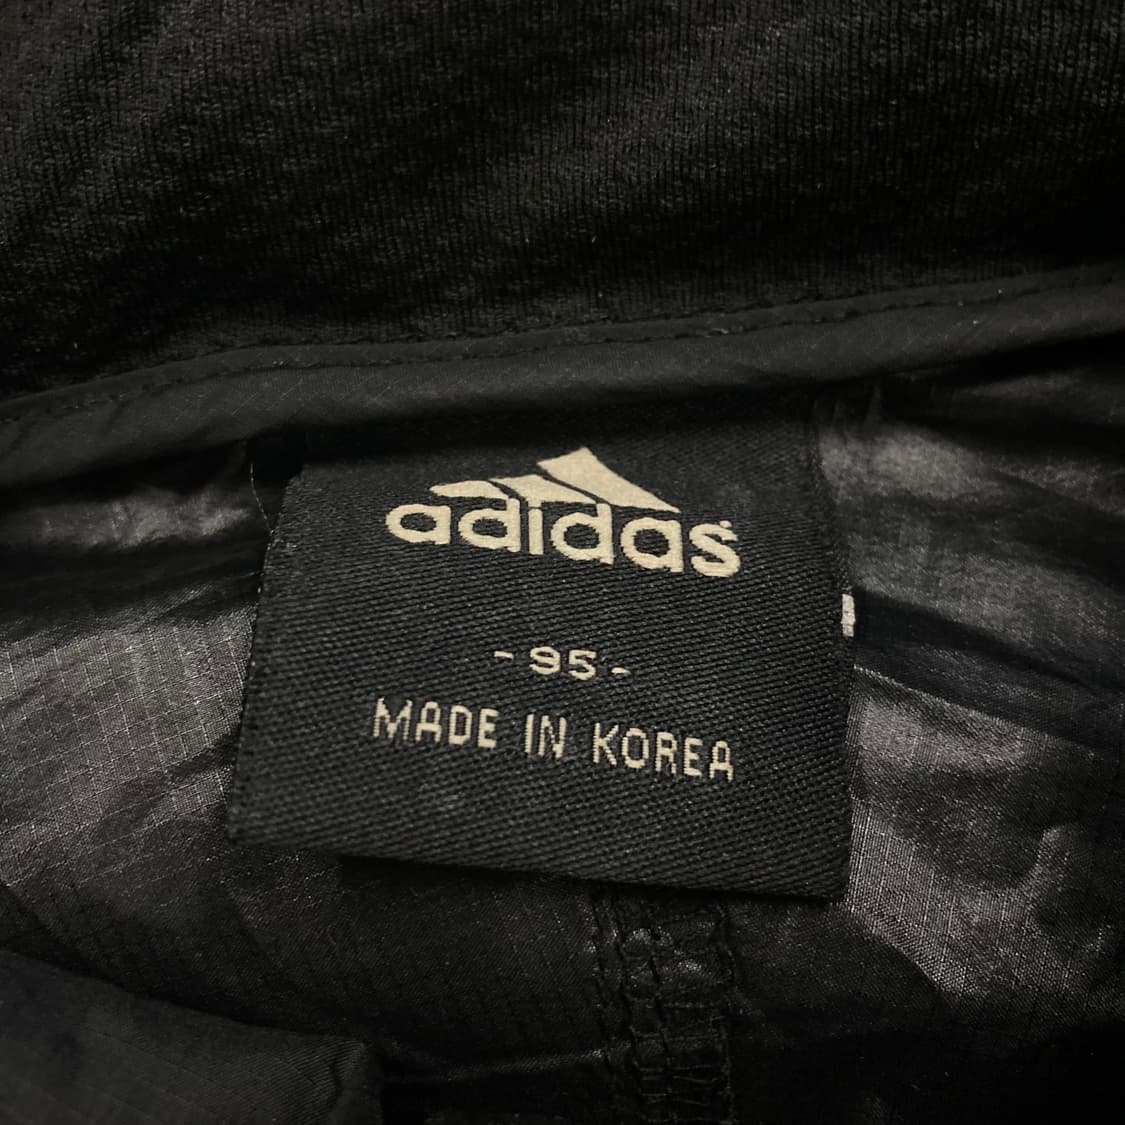 adidas
- 95 -
MADE IN KOREA